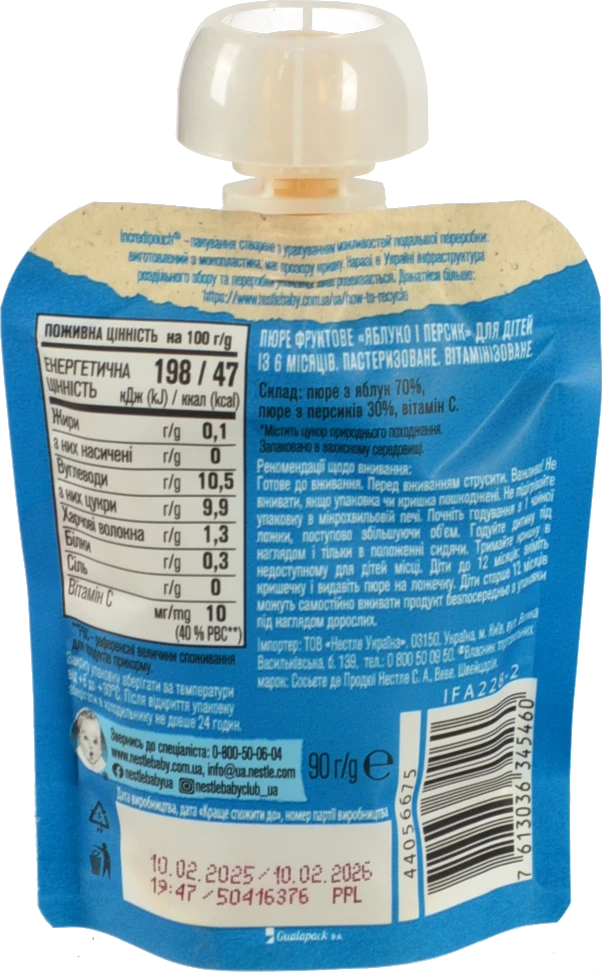 Incredipouch® - пакування створене з урахуванням можливостей подальшої переробки:
виготовлений з монопластика, має прозору кришку. Наразі в Україні інфраструктура
роздільного збору та переробки розвивається. Дізнатися більше:
https://www.nestlebaby.com.ua/ua/how-to-recycle
ПОЖИВНА ЦІННІСТЬ на 100 г/g
ЕНЕРГЕТИЧНА ЦІННІСТЬ 198 / 47
кДж (kJ) / ккал (kcal)
Жири г/g 0,1
з них насичені г/g 0
Вуглеводи г/g 10,5
з них цукри г/g 9,9
Харчові волокна г/g 1,3
Білки г/g 0,3
Сіль г/g 0
Вітамін С мг/mg 10
(40 % РВС**)
**РВС - референсні величини споживання
для продуктів прикорму.
Закриту упаковку зберігати за температури
від +5 до +30°C. Після відкриття упаковку
зберігати в холодильнику не довше 24 годин.
ПЮРЕ ФРУКТОВЕ «ЯБЛУКО І ПЕРСИК» ДЛЯ ДІТЕЙ
ІЗ 6 МІСЯЦІВ. ПАСТЕРИЗОВАНЕ. ВІТАМІНІЗОВАНЕ
Склад: пюре з яблук 70%,
пюре з персиків 30%, вітамін С.
*Містить цукор природнього походження.
Запаковано в захисному середовищі.
Рекомендації щодо вживання:
Готове до вживання. Перед вживанням струсити. Важливо! Не
вживати, якщо упаковка чи кришка пошкоджені. Не підігрівайте
упаковку в мікрохвильовій печі. Почніть годування з 1 чайної
ложки, поступово збільшуючи об'єм. Годуйте дитину під
наглядом і тільки в положенні сидячи. Тримайте кришку в
недоступному для дітей місці. Діти до 12 місяців: зніміть
кришечку і видавіть пюре на ложечку. Діти старше 12 місяців
можуть самостійно вживати продукт безпосередньо з упаковки
під наглядом дорослих.
Імпортер: ТОВ «Нестле Україна», 03150, Україна, м. Київ, вул. Велика
Васильківська, б. 139, тел.: 0 800 50 09 50. ®Власник торговельних
марок: Сосьєте де Продюї Нестле С. А., Веве, Швейцарія.
IFA228-2
Звернись до спеціаліста: 0-800-50-06-04
www.nestlebaby.com.ua, info@ua.nestle.com
nestlebabyua nestlebabyclub_ua
90 г/g ℮
Дата виробництва, дата «Краще спожити до», номер партії виробництва
10.02.2025/10.02.2026
19:47 /50416376 PPL
44056675
7 613036 345460
Gualapack S.A.